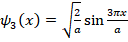 ψ₃(x) = √(2/a) sin 3πx/a